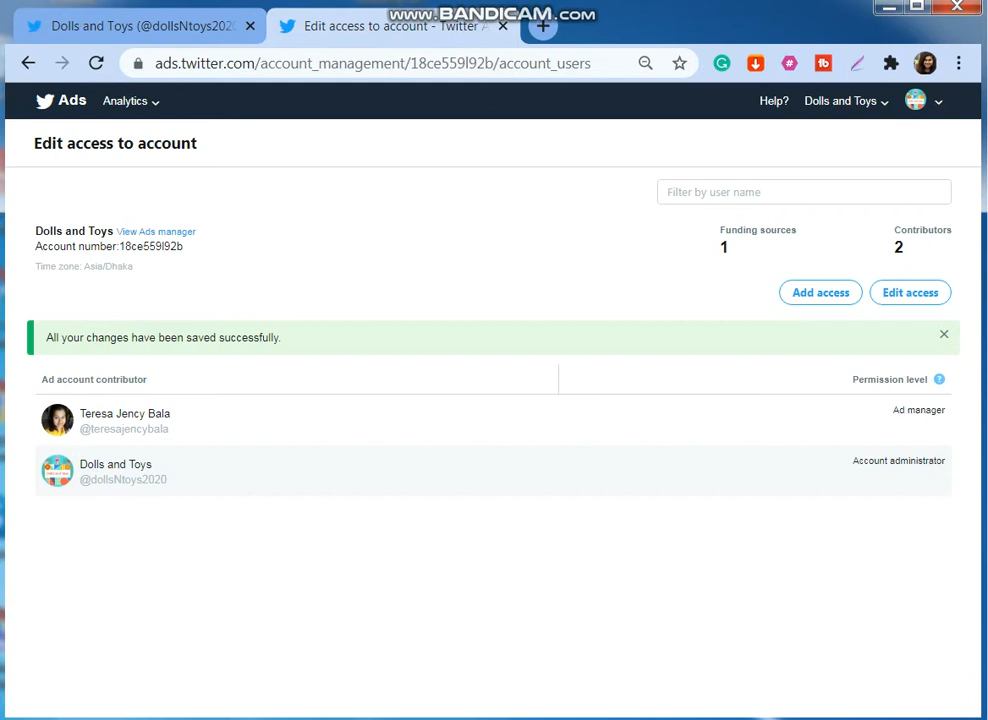 WWW.BANDICAM.COM
Dolls and Toys (@dollsNtoys202
Edit access to account - Twitter A
ads.twitter.com/account_management/18ce559l92b/account_users
Ads
Analytics
Help?
Dolls and Toys
Edit access to account
Filter by user name
Dolls and Toys View Ads manager
Account number:18ce559l92b
Time zone: Asia/Dhaka
Funding sources
1
Contributors
2
Add access
Edit access
All your changes have been saved successfully.
Ad account contributor
Permission level ?
Teresa Jency Bala
@teresajencybala
Ad manager
Dolls and Toys
@dollsNtoys2020
Account administrator